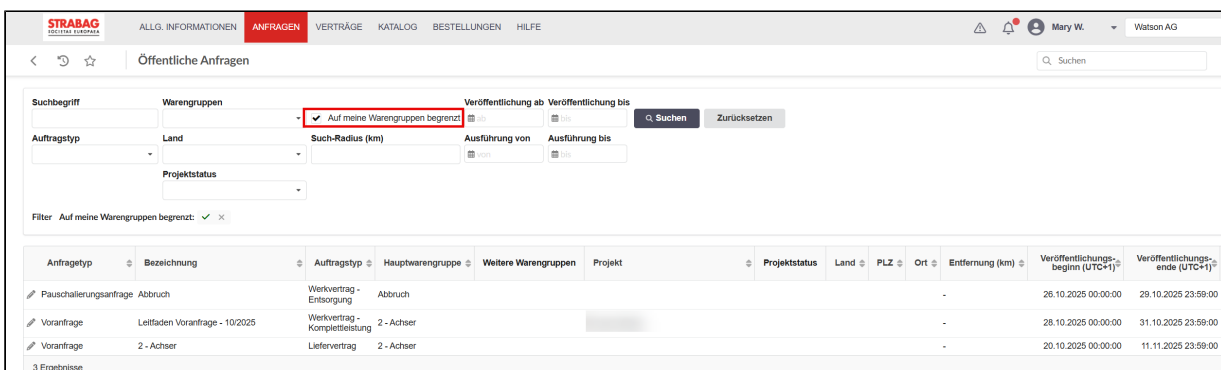 STRABAG
SOCIETAS EUROPAEA
ALLG. INFORMATIONEN ANFRAGEN VERTRÄGE KATALOG BESTELLUNGEN HILFE
Mary W. Watson AG
Öffentliche Anfragen
Suchen
Suchbegriff Warengruppen Veröffentlichung ab Veröffentlichung bis
Auf meine Warengruppen begrenzt ab bis Suchen Zurücksetzen
Auftragstyp Land Such-Radius (km) Ausführung von Ausführung bis
von bis
Projektstatus
Filter Auf meine Warengruppen begrenzt:
Anfragetyp Bezeichnung Auftragstyp Hauptwarengruppe Weitere Warengruppen Projekt Projektstatus Land PLZ Ort Entfernung (km) Veröffentlichungs- Veröffentlichungs-
beginn (UTC+1) ende (UTC+1)
Pauschalierungsanfrage Abbruch Werkvertrag - Abbruch - 26.10.2025 00:00:00 29.10.2025 23:59:00
Entsorgung
Voranfrage Leitfaden Voranfrage - 10/2025 Werkvertrag - 2 - Achser - 28.10.2025 00:00:00 31.10.2025 23:59:00
Komplettleistung
Voranfrage 2 - Achser Liefervertrag 2 - Achser - 20.10.2025 00:00:00 11.11.2025 23:59:00
3 Ergebnisse